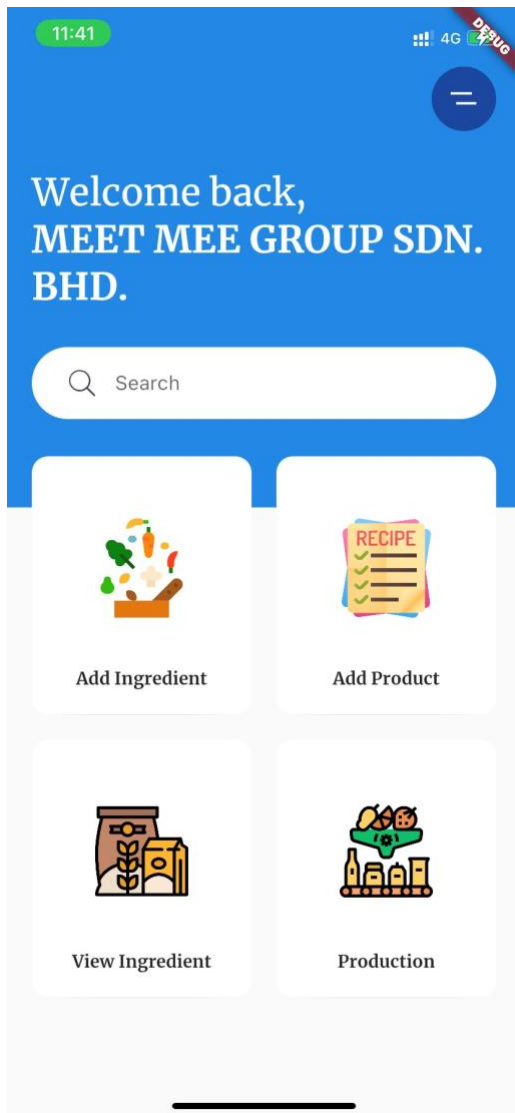 11:41
4G
DEBUG
Welcome back,
MEET MEE GROUP SDN.
BHD.
Search
RECIPE
Add Ingredient
Add Product
View Ingredient
Production